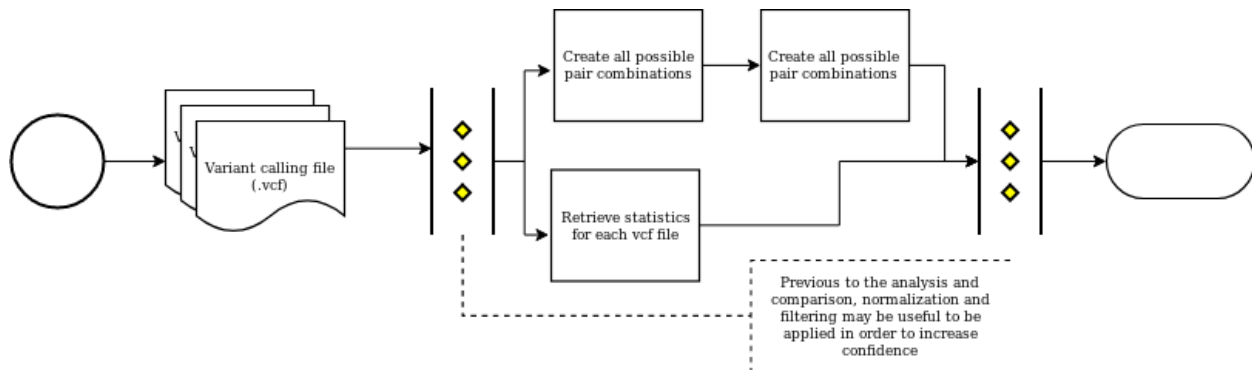 V
V
Variant calling file
(.vcf)
Create all possible
pair combinations
Create all possible
pair combinations
Retrieve statistics
for each vcf file
Previous to the analysis and
comparison, normalization and
filtering may be useful to be
applied in order to increase
confidence